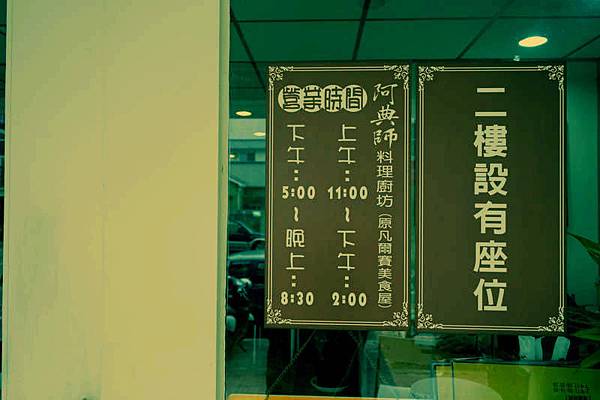 二樓設有座位
阿典師料理廚坊(原凡爾賽美食屋)
營業時間
上午:11:00～下午:2:00
下午:5:00～晚上:8:30